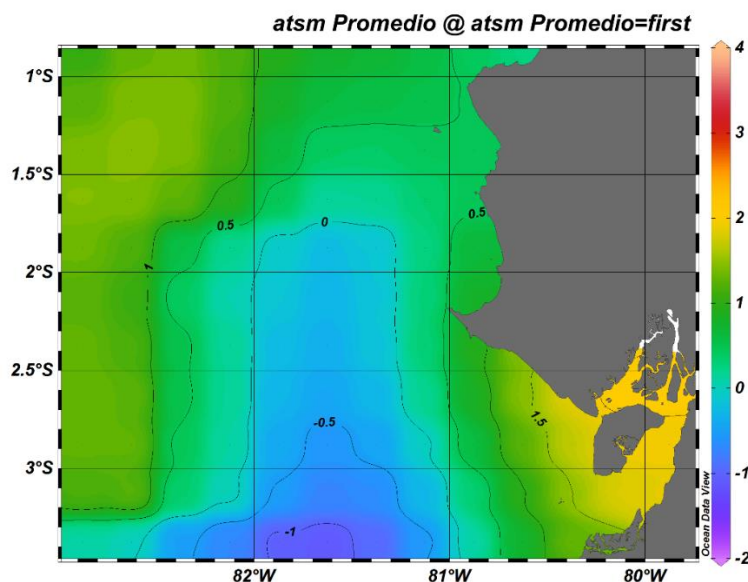 atsm Promedio @ atsm Promedio=first
4
1°S
3
1.5°S
0.5
0
0.5
2
2°S
1
1
2.5°S
0
1.5
-0.5
3°S
-1
Ocean Data View
-1
-2
82°W
81°W
80°W